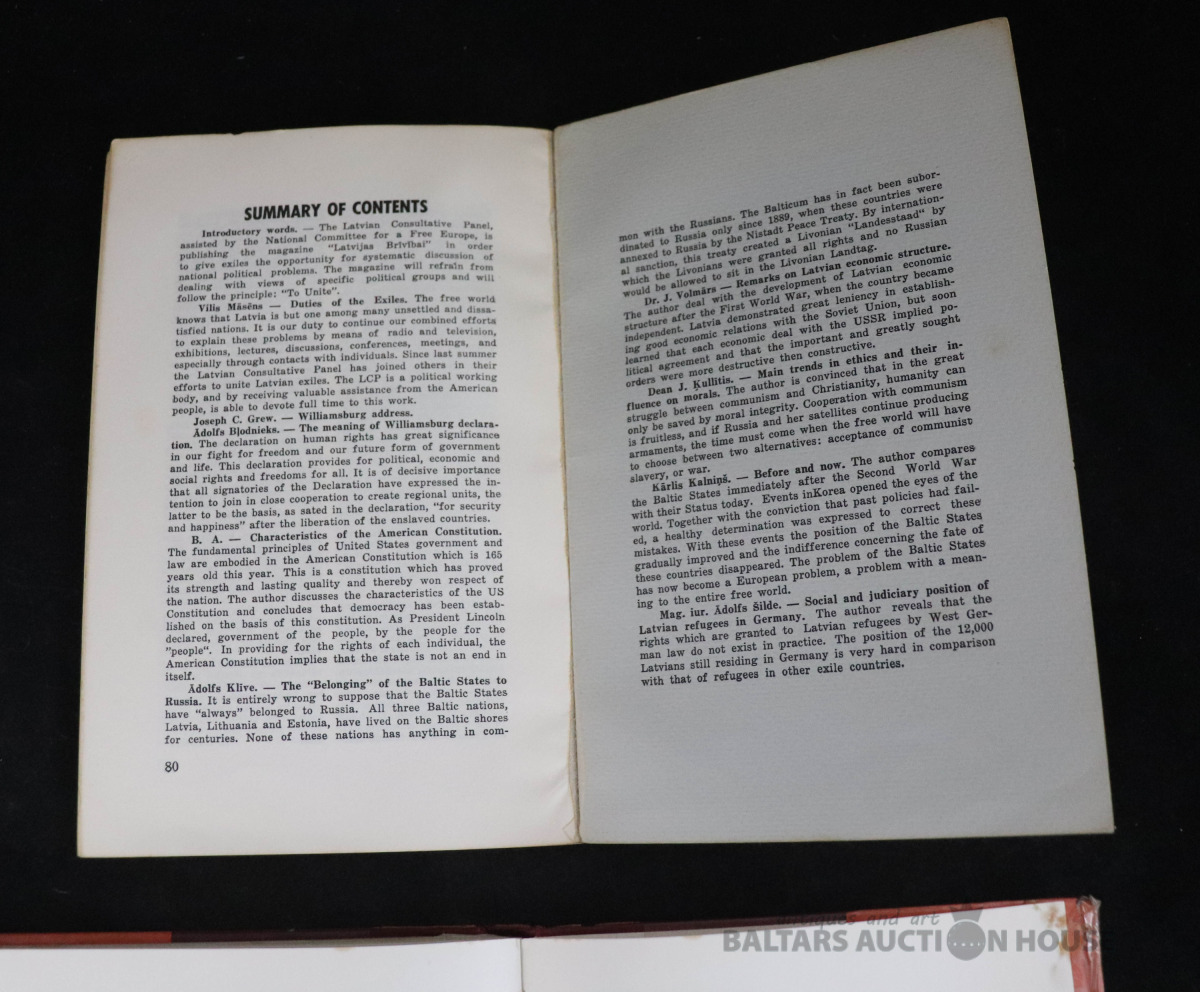 SUMMARY OF CONTENTS
Introductory words. — The Latvian Consultative Panel,
assisted by the National Committee for a Free Europe, is
publishing the magazine "Latvijas Brīvībai" in order
to give exiles the opportunity for systematic discussion of
national political problems. The magazine will refrain from
dealing with views of specific political groups and will
follow the principle: "To Unite".
Vilis Māsēns — Duties of the Exiles. The free world
knows that Latvia is but one among many unsettled and dissa-
tisfied nations. It is our duty to continue our combined efforts
to explain these problems by means of radio and television,
exhibitions, lectures, discussions, conferences, meetings, and
especially through contacts with individuals. Since last summer
the Latvian Consultative Panel has joined others in their
efforts to unite Latvian exiles. The LCP is a political working
body, and by receiving valuable assistance from the American
people, is able to devote full time to this work.
Joseph C. Grew. — Williamsburg address.
Ādolfs Bļodnieks. — The meaning of Williamsburg declara-
tion. The declaration on human rights has great significance
in our fight for freedom and our future form of government
and life. This declaration provides for political, economic and
social rights and freedoms for all. It is of decisive importance
that all signatories of the Declaration have expressed the in-
tention to join in close cooperation to create regional units, the
latter to be the basis, as sated in the declaration, "for security
and happiness" after the liberation of the enslaved countries.
B. A. — Characteristics of the American Constitution.
The fundamental principles of United States government and
law are embodied in the American Constitution which is 165
years old this year. This is a constitution which has proved
its strength and lasting quality and thereby won respect of
the nation. The author discusses the characteristics of the US
Constitution and concludes that democracy has been estab-
lished on the basis of this constitution. As President Lincoln
declared, government of the people, by the people for the
"people". In providing for the rights of each individual, the
American Constitution implies that the state is not an end in
itself.
Ādolfs Klive. — The "Belonging" of the Baltic States to
Russia. It is entirely wrong to suppose that the Baltic States
have "always" belonged to Russia. All three Baltic nations,
Latvia, Lithuania and Estonia, have lived on the Baltic shores
for centuries. None of these nations has anything in com-
80
mon with the Russians. The Balticum has in fact been subor-
dinated to Russia only since 1889, when these countries were
annexed to Russia by the Nistadt Peace Treaty. By internation-
al sanction, this treaty created a Livonian "Landesstaad" by
which the Livonians were granted all rights and no Russian
would be allowed to sit in the Livonian Landtag.
Dr. J. Volmārs — Remarks on Latvian economic structure.
The author deal with the development of Latvian economic
structure after the First World War, when the country became
independent. Latvia demonstrated great leniency in establish-
ing good economic relations with the Soviet Union, but soon
learned that each economic deal with the USSR implied po-
litical agreement and that the important and greatly sought
orders were more destructive then constructive.
Dean J. Ķullitis. — Main trends in ethics and their in-
fluence on morals. The author is convinced that in the great
struggle between communism and Christianity, humanity can
only be saved by moral integrity. Cooperation with communism
is fruitless, and if Russia and her satellites continue producing
armaments, the time must come when the free world will have
to choose between two alternatives: acceptance of communist
slavery, or war.
Kārlis Kalniņš. — Before and now. The author compares
the Baltic States immediately after the Second World War
with their Status today. Events inKorea opened the eyes of the
world. Together with the conviction that past policies had fail-
ed, a healthy determination was expressed to correct these
mistakes. With these events the position of the Baltic States
gradually improved and the indifference concerning the fate of
these countries disappeared. The problem of the Baltic States
has now become a European problem, a problem with a mean-
ing to the entire free world.
Mag. iur. Ādolfs Šilde. — Social and judiciary position of
Latvian refugees in Germany. The author reveals that the
rights which are granted to Latvian refugees by West Ger-
man law do not exist in practice. The position of the 12,000
Latvians still residing in Germany is very hard in comparison
with that of refugees in other exile countries.
antiques and art
BALTARS AUCTION HOUSE